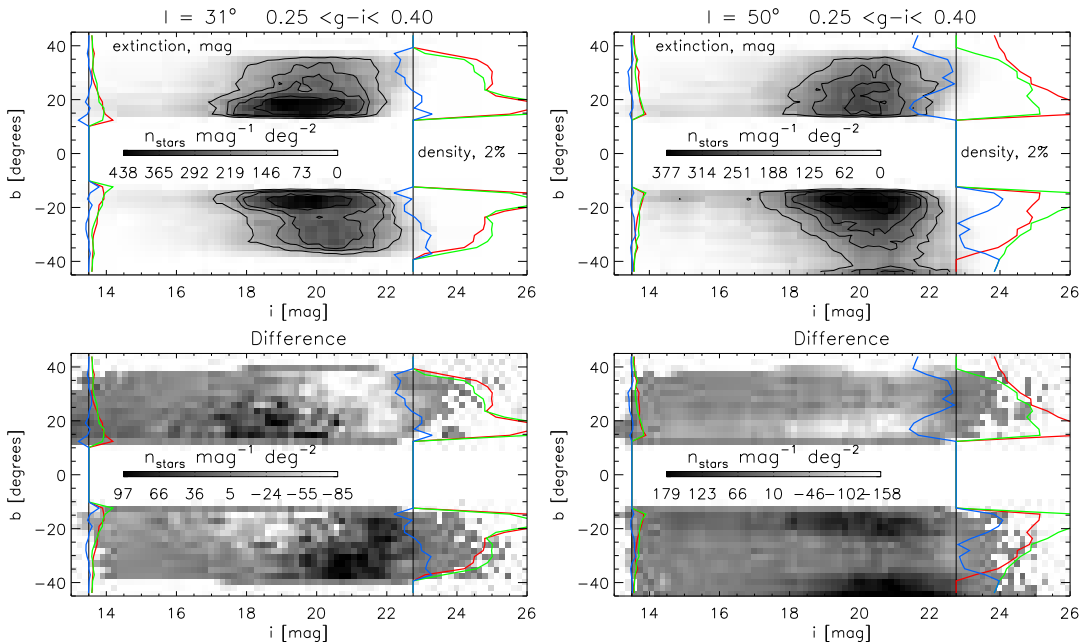 l = 31° 0.25 <g-i< 0.40
l = 50° 0.25 <g-i< 0.40
extinction, mag
extinction, mag
40
20
0
-20
-40
b [degrees]
40
20
0
-20
-40
b [degrees]
n_stars mag^-1 deg^-2
438 365 292 219 146 73 0
density, 2%
n_stars mag^-1 deg^-2
377 314 251 188 125 62 0
density, 2%
14 16 18 20 22 24 26
i [mag]
14 16 18 20 22 24 26
i [mag]
Difference
Difference
40
20
0
-20
-40
b [degrees]
40
20
0
-20
-40
b [degrees]
n_stars mag^-1 deg^-2
97 66 36 5 -24 -55 -85
n_stars mag^-1 deg^-2
179 123 66 10 -46 -102 -158
14 16 18 20 22 24 26
i [mag]
14 16 18 20 22 24 26
i [mag]